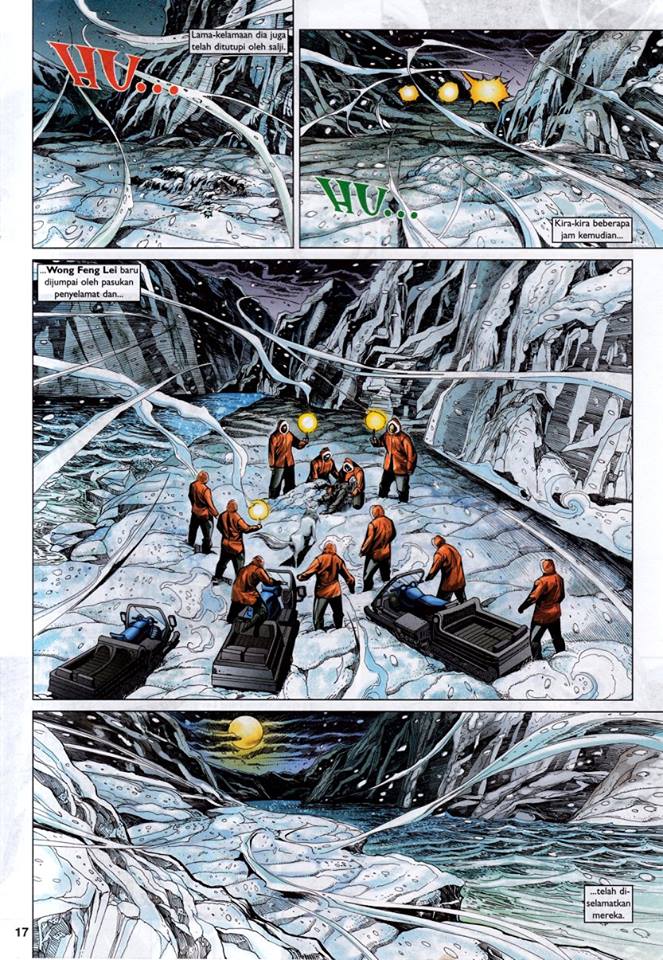 Lama-kelamaan dia juga
telah ditutupi oleh salji.
HU...
HU...
Kira-kira beberapa
jam kemudian...
...Wong Feng Lei baru
dijumpai oleh pasukan
penyelamat dan...
...telah di-
selamatkan
mereka.
17